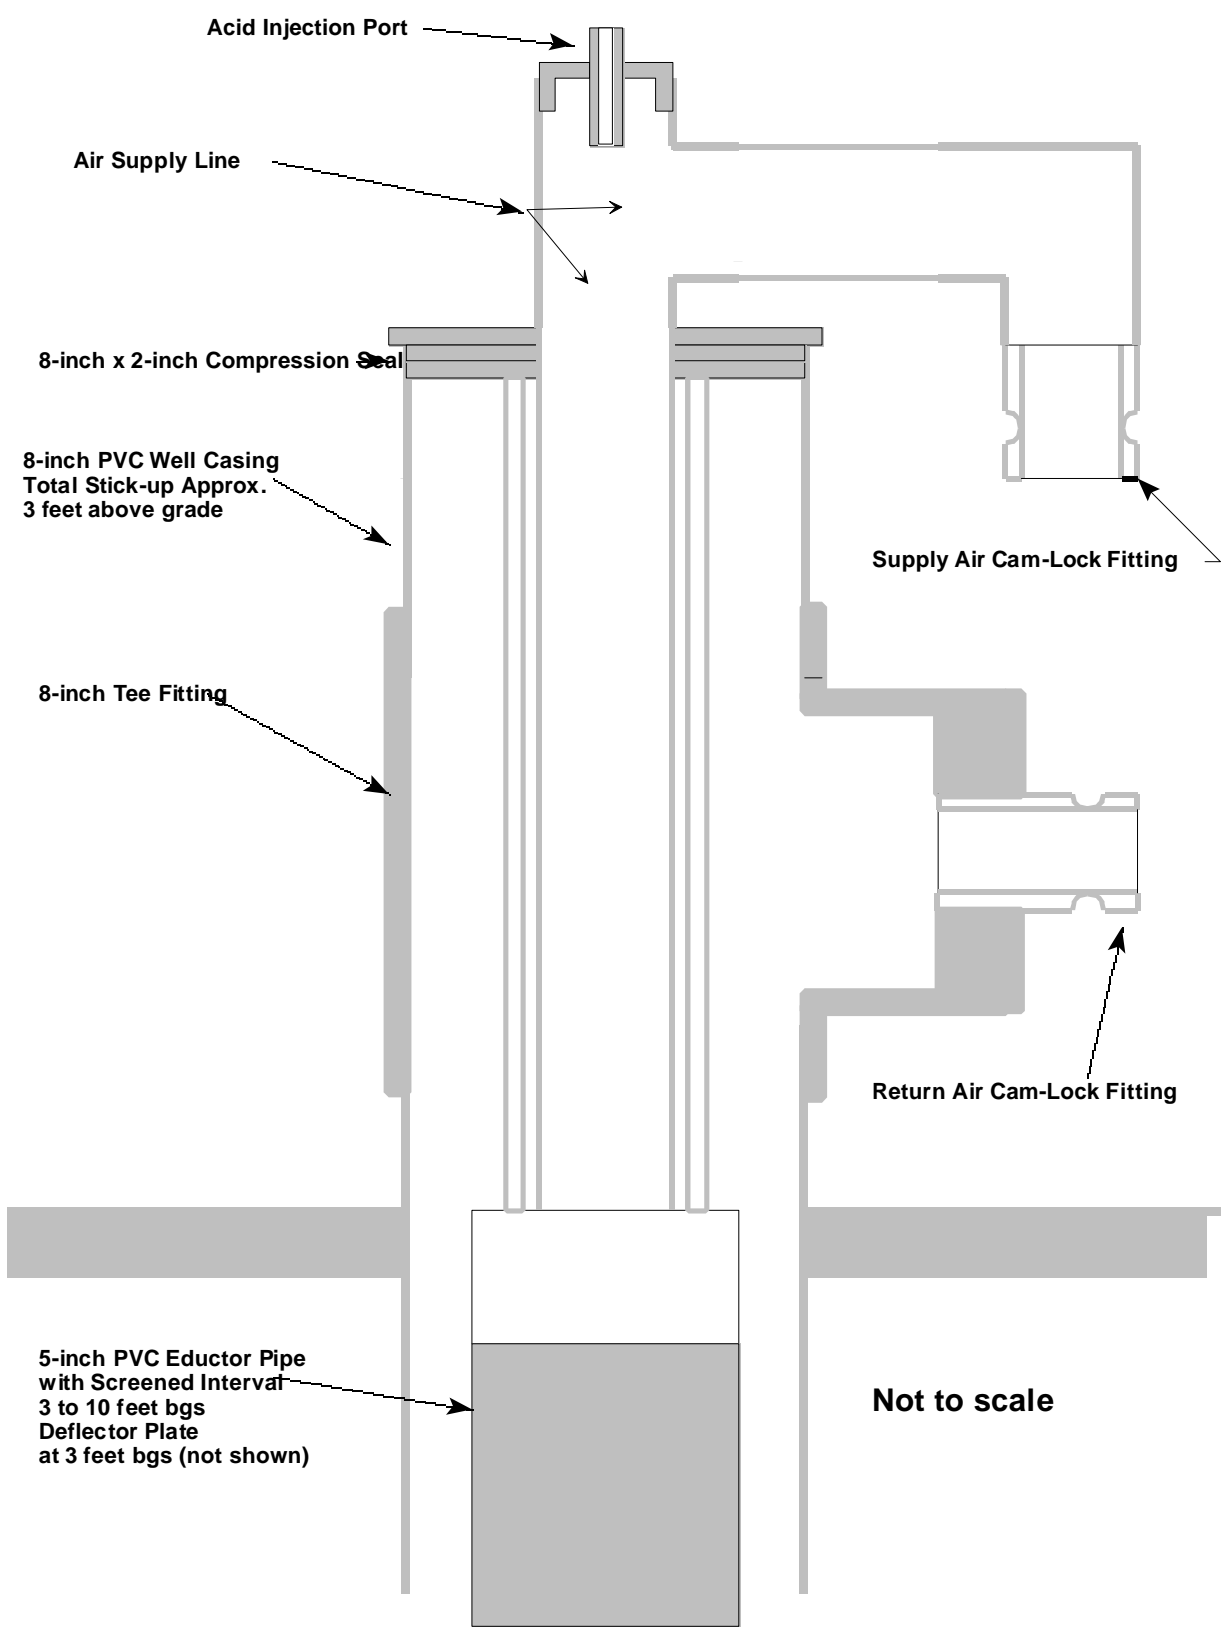 Acid Injection Port
Air Supply Line
8-inch x 2-inch Compression Seal
8-inch PVC Well Casing
Total Stick-up Approx.
3 feet above grade
Supply Air Cam-Lock Fitting
8-inch Tee Fitting
Return Air Cam-Lock Fitting
5-inch PVC Eductor Pipe
with Screened Interval
3 to 10 feet bgs
Deflector Plate
at 3 feet bgs (not shown)
Not to scale